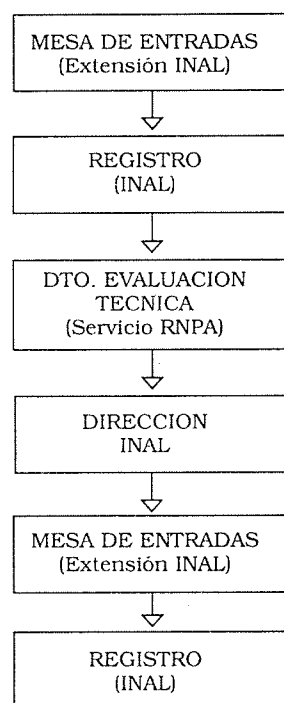 MESA DE ENTRADAS
(Extensión INAL)
REGISTRO
(INAL)
DTO. EVALUACION
TECNICA
(Servicio RNPA)
DIRECCION
INAL
MESA DE ENTRADAS
(Extensión INAL)
REGISTRO
(INAL)